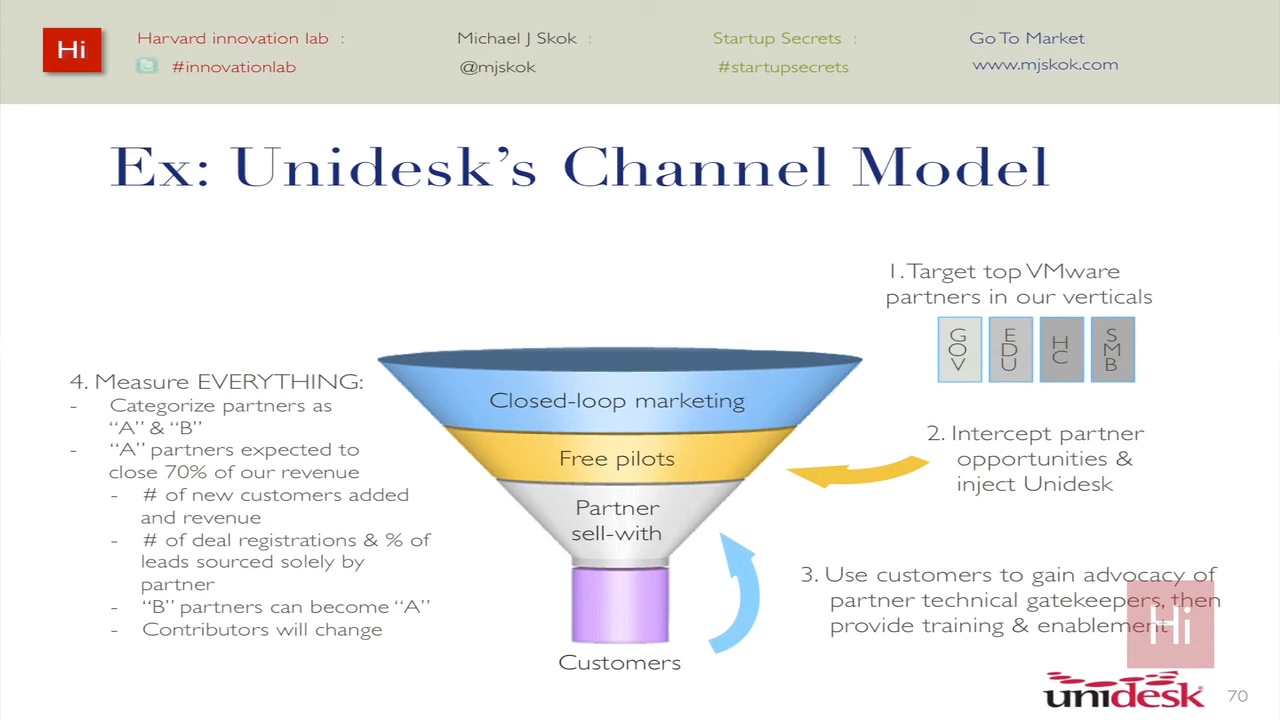 Hi
Harvard innovation lab :
#innovationlab
Michael J Skok :
@mjskok
Startup Secrets :
#startupsecrets
Go To Market
www.mjskok.com
Ex: Unidesk's Channel Model
1. Target top VMware
partners in our verticals
GOV
EDU
HC
SMB
Closed-loop marketing
Free pilots
Partner
sell-with
Customers
2. Intercept partner
opportunities &
inject Unidesk
3. Use customers to gain advocacy of
partner technical gatekeepers, then
provide training & enablement
4. Measure EVERYTHING:
- Categorize partners as
“A” & “B”
- “A” partners expected to
close 70% of our revenue
- # of new customers added
and revenue
- # of deal registrations & % of
leads sourced solely by
partner
- “B” partners can become “A”
- Contributors will change
Hi
unidesk
70